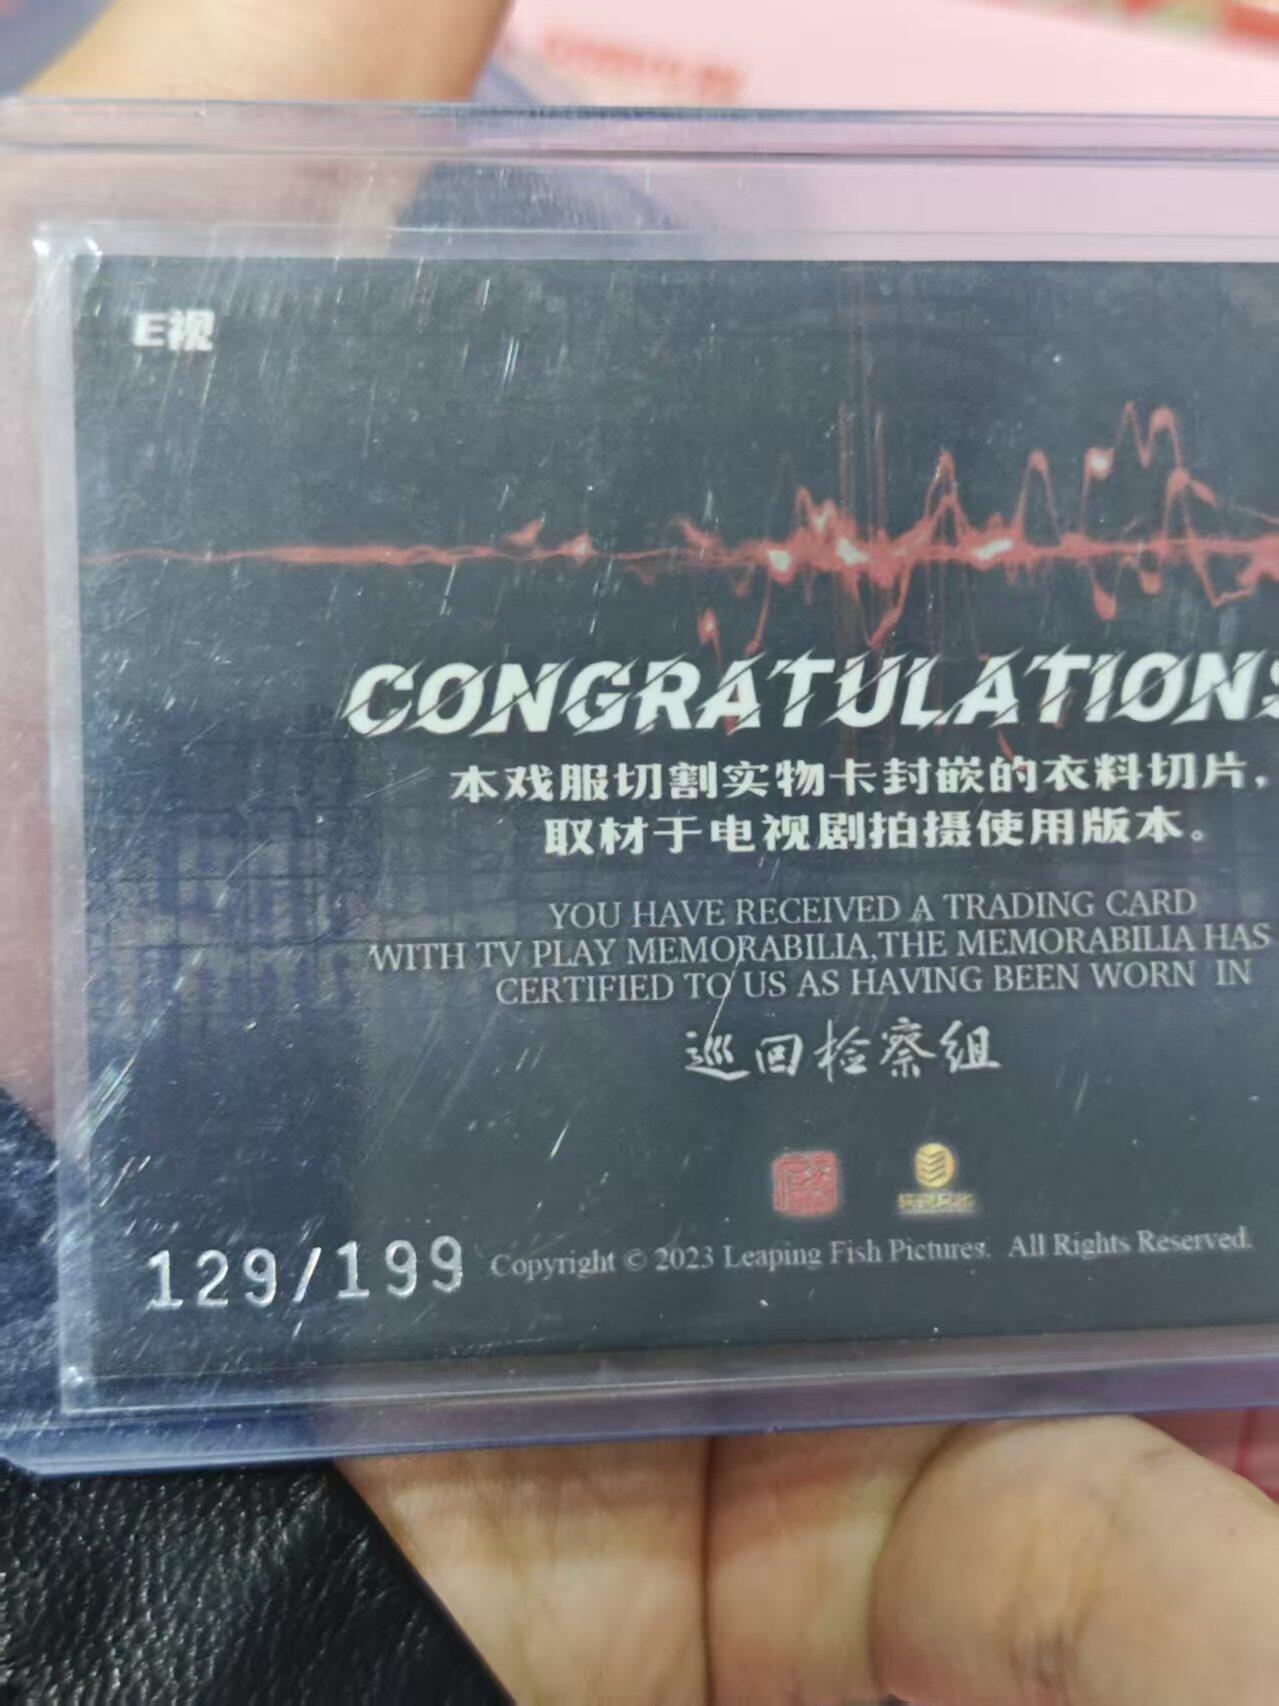 E视
CONGRATULATIONS
本戏服切割实物卡封嵌的衣料切片，
取材于电视剧拍摄使用版本。
YOU HAVE RECEIVED A TRADING CARD
WITH TV PLAY MEMORABILIA,THE MEMORABILIA HAS
CERTIFIED TO US AS HAVING BEEN WORN IN
巡回检察组
129/199
Copyright © 2023 Leaping Fish Pictures. All Rights Reserved.